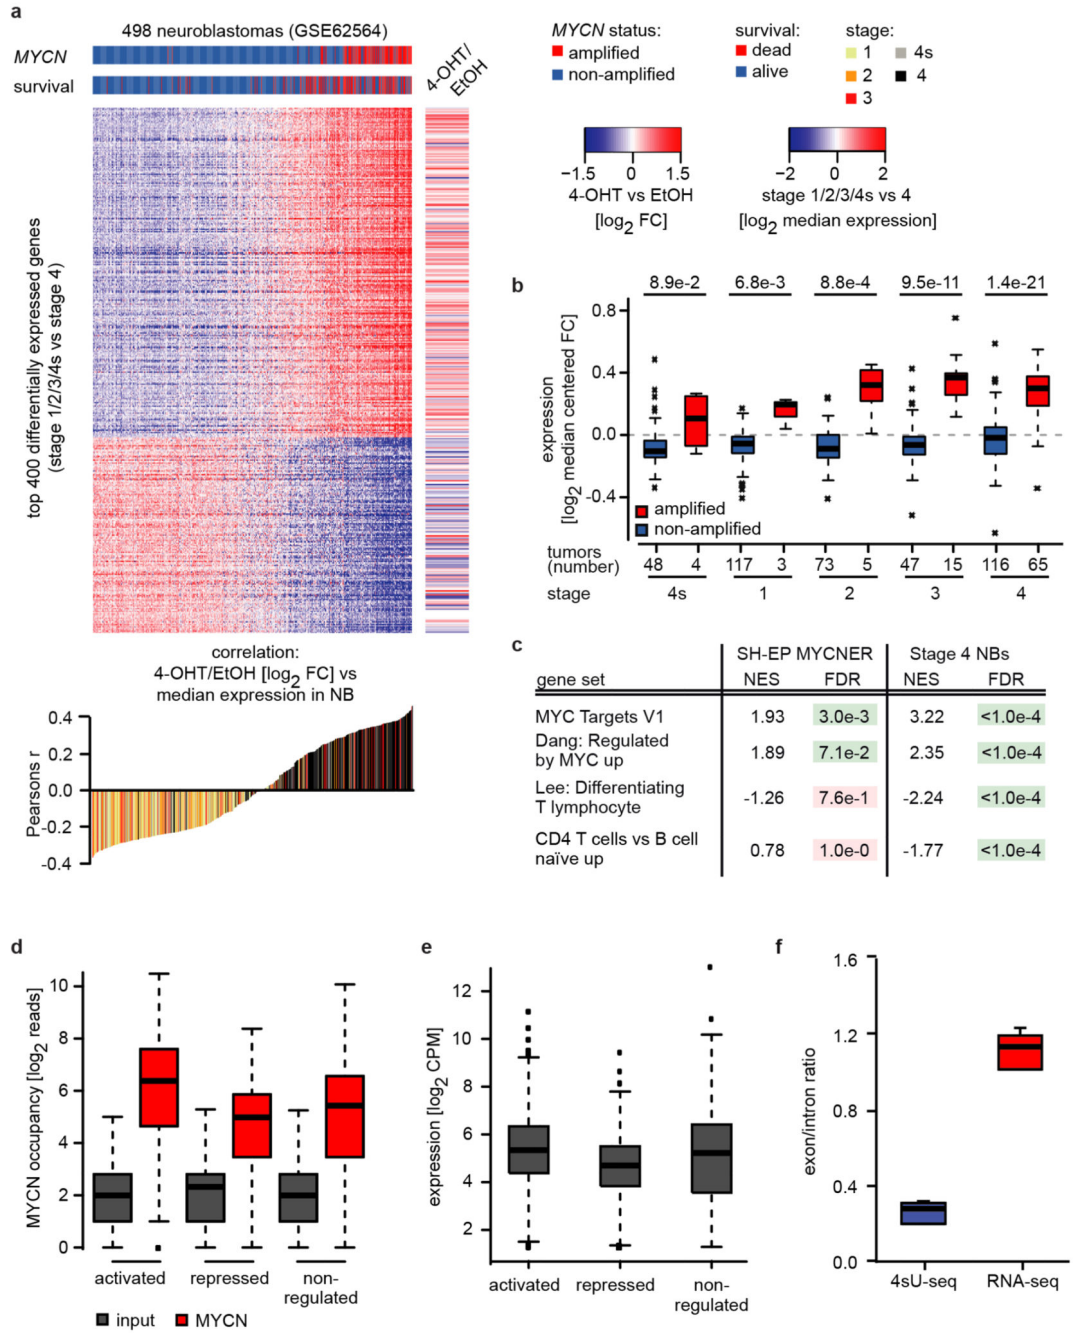 a
498 neuroblastomas (GSE62564)
MYCN
survival
4-OHT/
EtOH
top 400 differentially expressed genes
(stage 1/2/3/4s vs stage 4)
MYCN status:
amplified
non-amplified
survival:
dead
alive
stage:
1
4s
2
4
3
−1.5 0 1.5
4-OHT vs EtOH
[log2 FC]
−2 0 2
stage 1/2/3/4s vs 4
[log2 median expression]
correlation:
4-OHT/EtOH [log2 FC] vs
median expression in NB
Pearsons r
0.4
0.2
0.0
-0.2
-0.4
b
8.9e-2 6.8e-3 8.8e-4 9.5e-11 1.4e-21
expression
[log2 median centered FC]
0.8
0.4
0.0
-0.4
amplified
non-amplified
tumors
(number)
48 4 117 3 73 5 47 15 116 65
stage 4s 1 2 3 4
c
SH-EP MYCNER Stage 4 NBs
gene set NES FDR NES FDR
MYC Targets V1 1.93 3.0e-3 3.22 <1.0e-4
Dang: Regulated
by MYC up 1.89 7.1e-2 2.35 <1.0e-4
Lee: Differentiating
T lymphocyte -1.26 7.6e-1 -2.24 <1.0e-4
CD4 T cells vs B cell
naïve up 0.78 1.0e-0 -1.77 <1.0e-4
d
MYCN occupancy [log2 reads]
10
8
6
4
2
0
activated repressed non-
regulated
input MYCN
e
expression [log2 CPM]
12
10
8
6
4
2
activated repressed non-
regulated
f
exon/intron ratio
1.6
1.2
0.8
0.4
0.0
4sU-seq RNA-seq